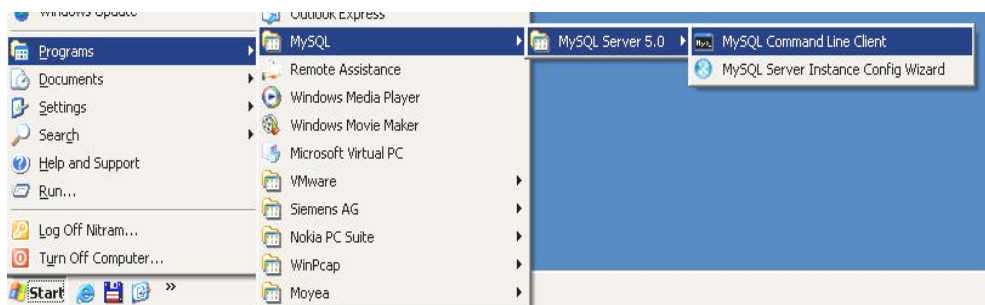 Windows Update
Programs
Documents
Settings
Search
Help and Support
Run...
Log Off Nitram...
Turn Off Computer...
Start
»
Outlook Express
MySQL
Remote Assistance
Windows Media Player
Windows Movie Maker
Microsoft Virtual PC
VMware
Siemens AG
Nokia PC Suite
WinPcap
Moyea
MySQL Server 5.0
MySQL Command Line Client
MySQL Server Instance Config Wizard